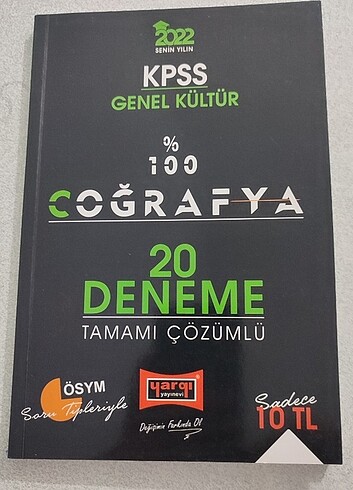 2022
SENİN YILIN
KPSS
GENEL KÜLTÜR
%
100
COĞRAFYA
20
DENEME
TAMAMI ÇÖZÜMLÜ
ÖSYM
Soru Tipleriyle
yargı
yayınevi
Değişimin Farkında Ol
Sadece
10 TL